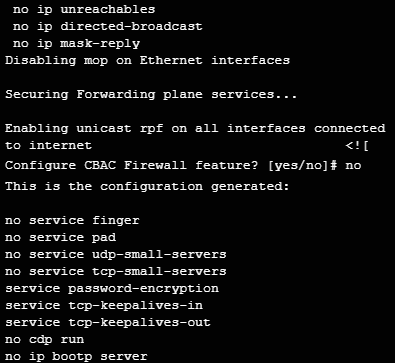 no ip unreachables
no ip directed-broadcast
no ip mask-reply
Disabling mop on Ethernet interfaces
Securing Forwarding plane services...
Enabling unicast rpf on all interfaces connected
to internet <![
Configure CBAC Firewall feature? [yes/no]# no
This is the configuration generated:
no service finger
no service pad
no service udp-small-servers
no service tcp-small-servers
service password-encryption
service tcp-keepalives-in
service tcp-keepalives-out
no cdp run
no ip bootp server